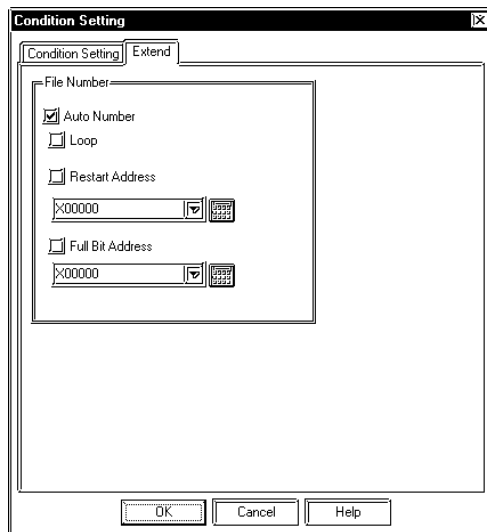 Condition Setting
Condition Setting Extend
File Number
Auto Number
Loop
Restart Address
X00000
Full Bit Address
X00000
OK Cancel Help